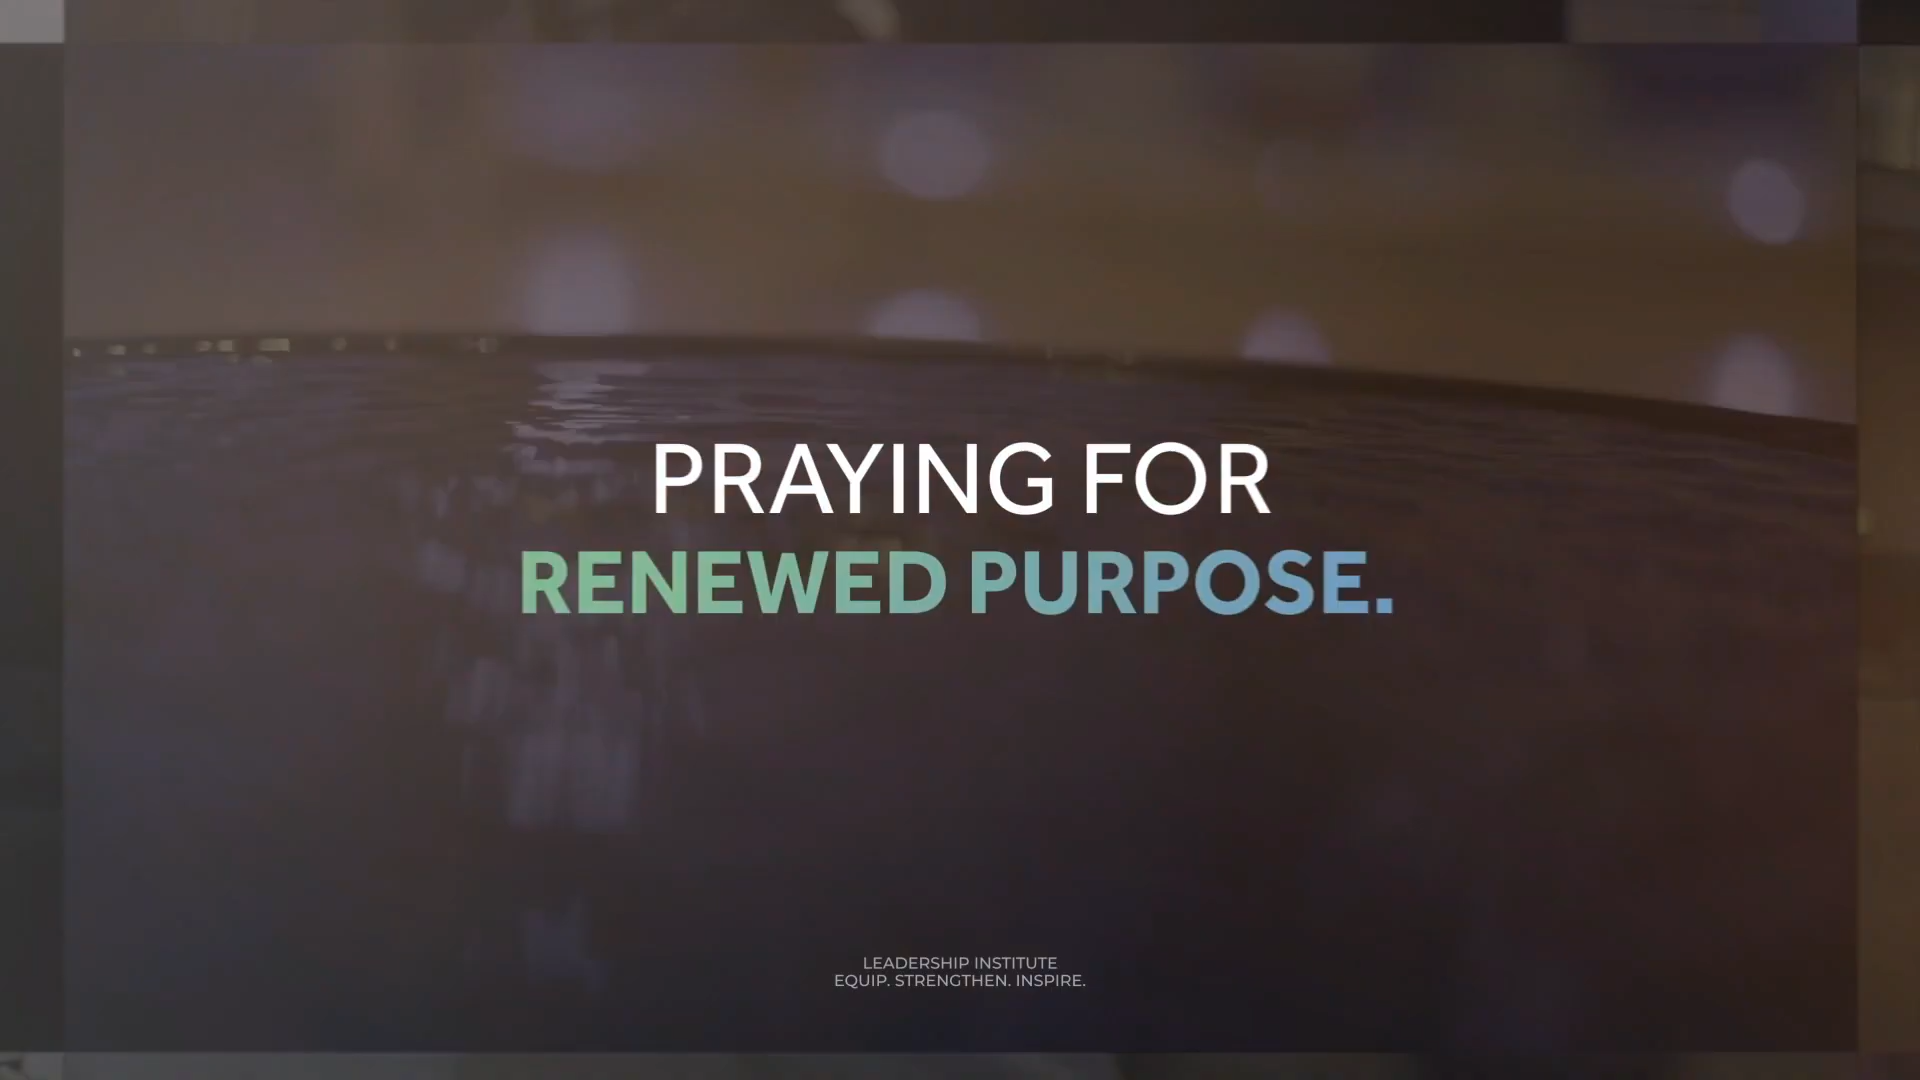 PRAYING FOR
RENEWED PURPOSE.
LEADERSHIP INSTITUTE
EQUIP. STRENGTHEN. INSPIRE.